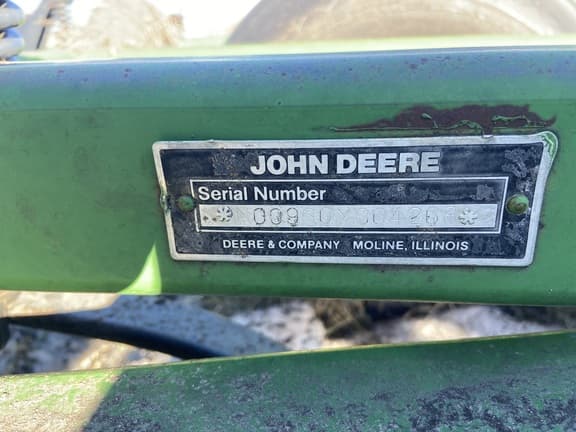 JOHN DEERE
Serial Number
DEERE & COMPANY MOLINE, ILLINOIS